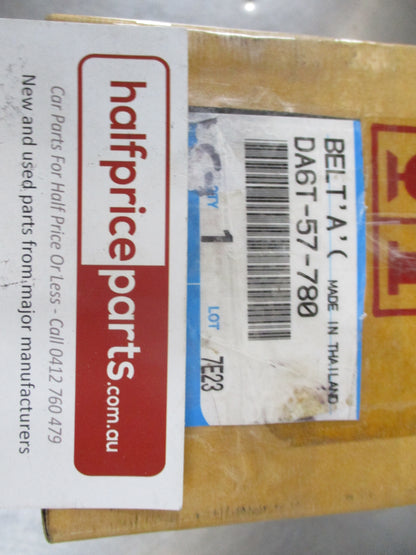 halfpriceparts.com.au
Car Parts For Half Price Or Less - Call 0412 760 479
New and used parts from major manufacturers
BELT'A'( MADE IN THAILAND
DA6T-57-780
QTY 1 LOT 7E23